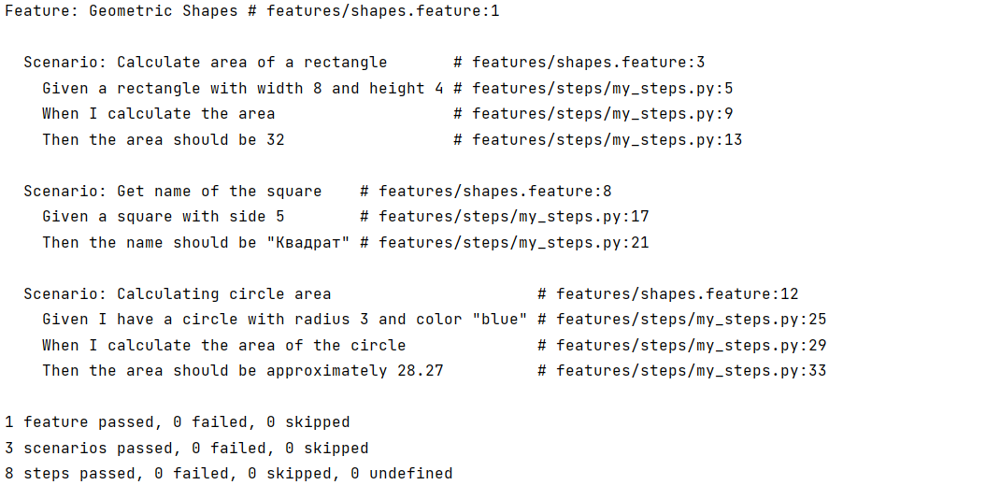 Feature: Geometric Shapes # features/shapes.feature:1
Scenario: Calculate area of a rectangle # features/shapes.feature:3
Given a rectangle with width 8 and height 4 # features/steps/my_steps.py:5
When I calculate the area # features/steps/my_steps.py:9
Then the area should be 32 # features/steps/my_steps.py:13
Scenario: Get name of the square # features/shapes.feature:8
Given a square with side 5 # features/steps/my_steps.py:17
Then the name should be "Квадрат" # features/steps/my_steps.py:21
Scenario: Calculating circle area # features/shapes.feature:12
Given I have a circle with radius 3 and color "blue" # features/steps/my_steps.py:25
When I calculate the area of the circle # features/steps/my_steps.py:29
Then the area should be approximately 28.27 # features/steps/my_steps.py:33
1 feature passed, 0 failed, 0 skipped
3 scenarios passed, 0 failed, 0 skipped
8 steps passed, 0 failed, 0 skipped, 0 undefined